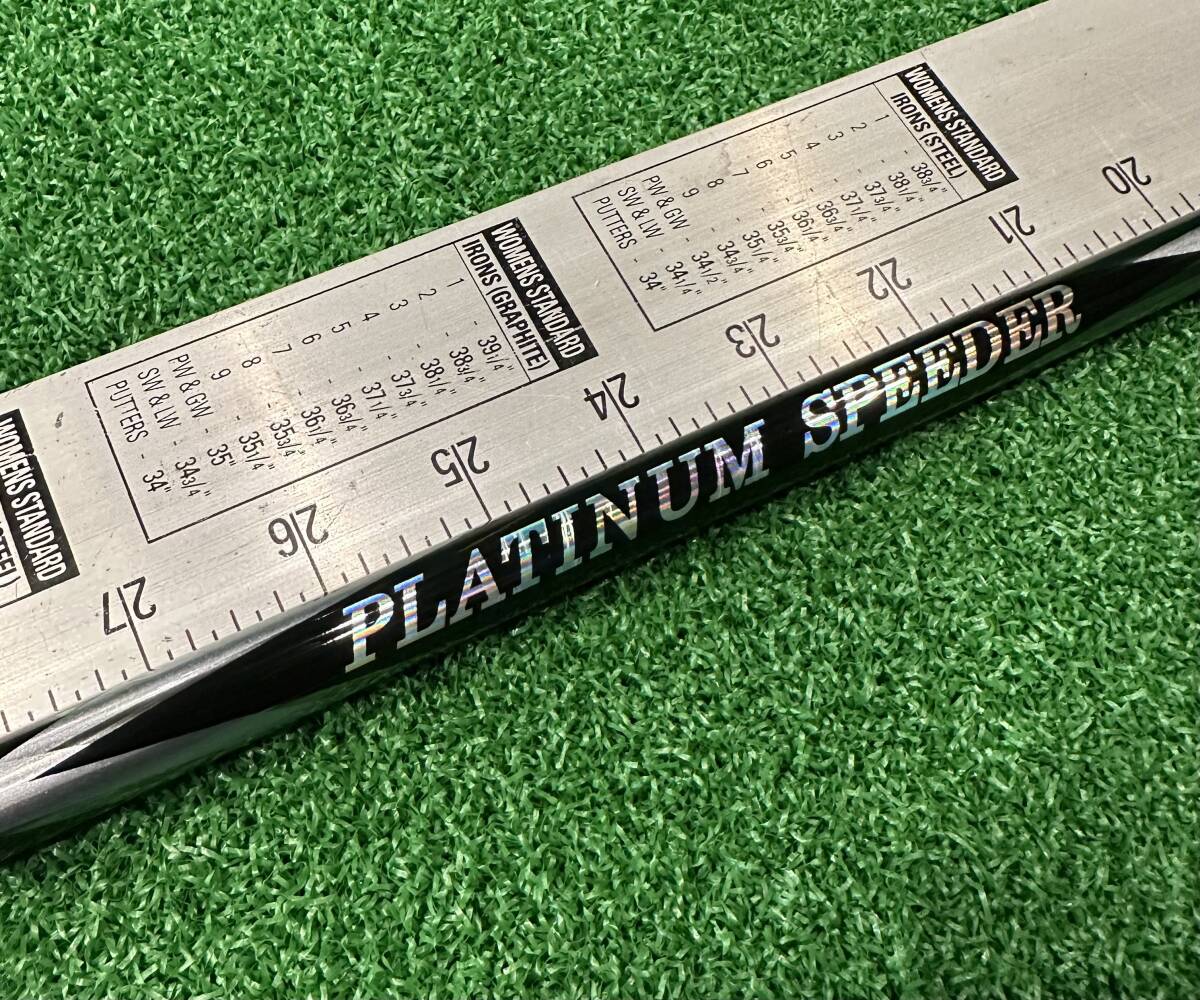 WOMENS STANDARD
WOMENS STANDARD
IRONS (GRAPHITE)
1 - 39 1/4"
2 - 38 3/4"
3 - 38 1/4"
4 - 37 3/4"
5 - 37 1/4"
6 - 36 3/4"
7 - 36 1/4"
8 - 35 3/4"
9 - 35 1/4"
PW & GW - 35"
SW & LW - 34 3/4"
PUTTERS - 34"
WOMENS STANDARD
IRONS (STEEL)
1 - 38 3/4"
2 - 38 1/4"
3 - 37 3/4"
4 - 37 1/4"
5 - 36 3/4"
6 - 36 1/4"
7 - 35 3/4"
8 - 35 1/4"
9 - 34 3/4"
PW & GW - 34 1/2"
SW & LW - 34 1/4"
PUTTERS - 34"
27 26 25 24 23 22 21 20
PLATINUM SPEEDER